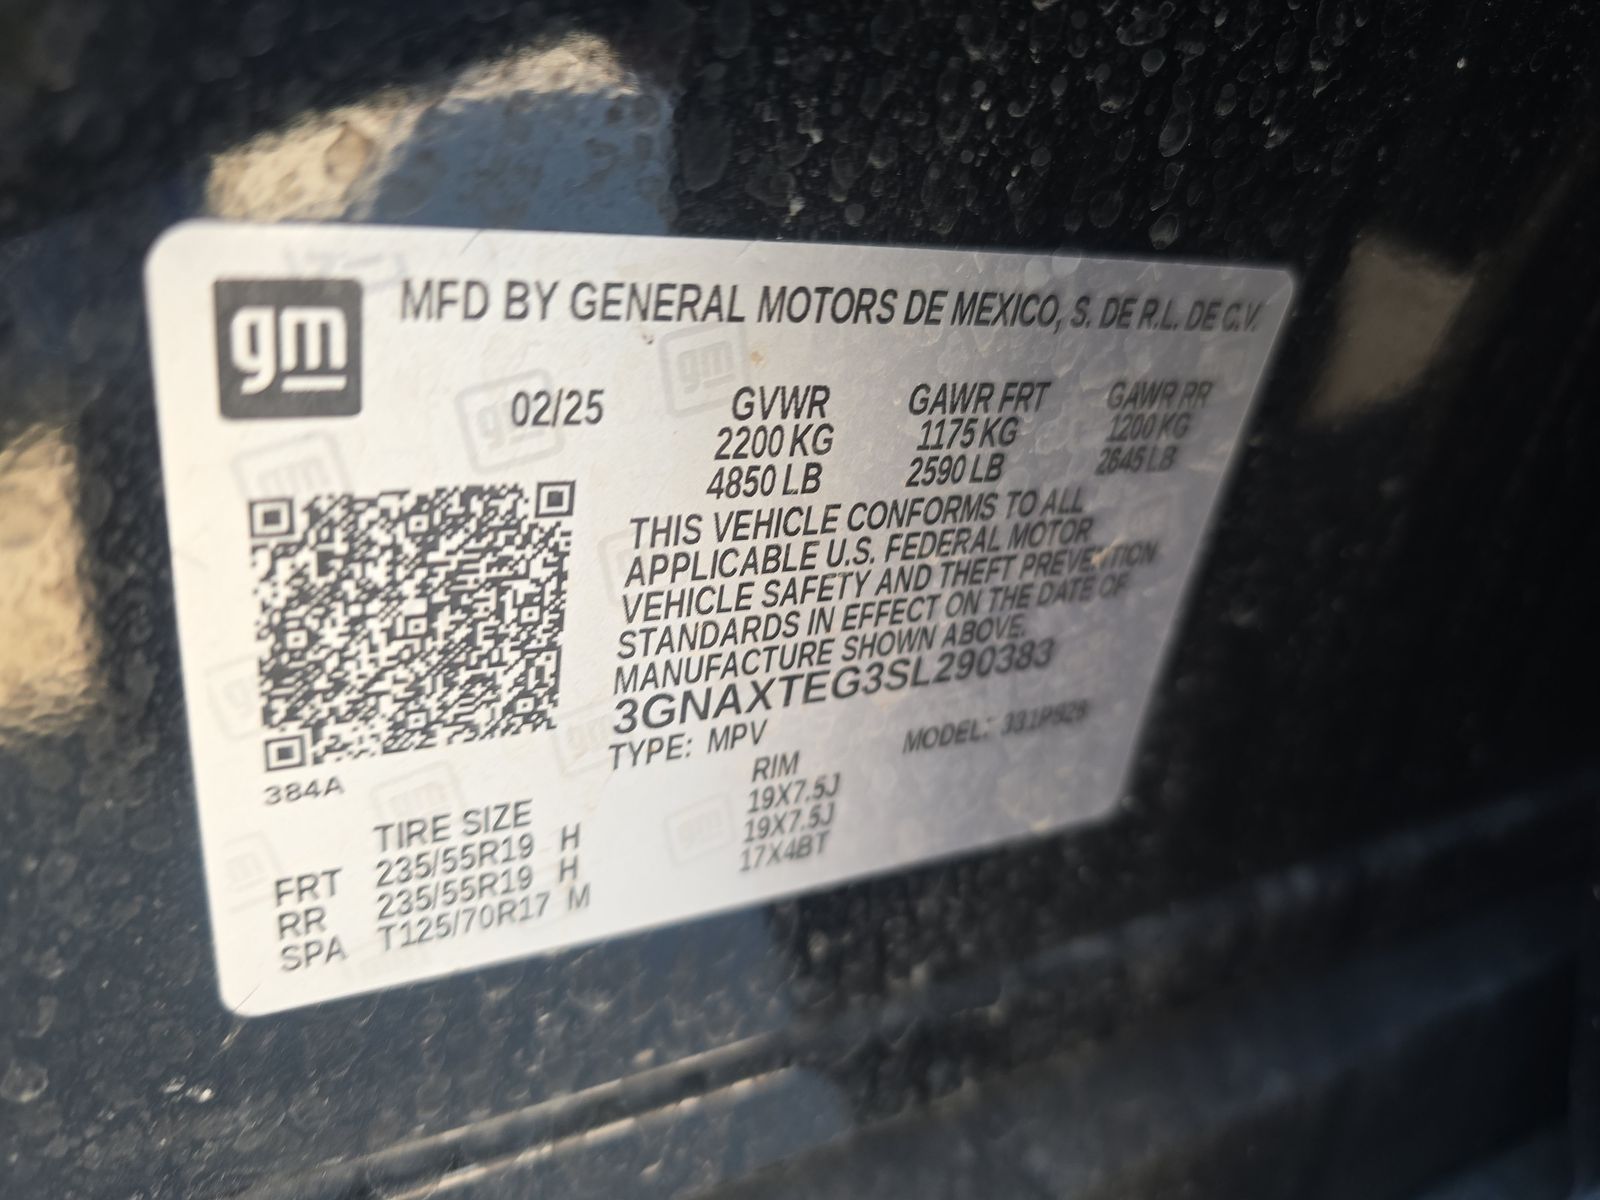 gm
MFD BY GENERAL MOTORS DE MEXICO, S. DE R.L. DE C.V.
02/25 GVWR GAWR FRT GAWR RR
2200 KG 1175 KG 1200 KG
4850 LB 2590 LB 2645 LB
THIS VEHICLE CONFORMS TO ALL
APPLICABLE U.S. FEDERAL MOTOR
VEHICLE SAFETY AND THEFT PREVENTION
STANDARDS IN EFFECT ON THE DATE OF
MANUFACTURE SHOWN ABOVE.
3GNAXTEG3SL290383
TYPE: MPV MODEL:
384A
TIRE SIZE RIM
FRT 235/55R19 H 19X7.5J
RR 235/55R19 H 19X7.5J
SPA T125/70R17 M 17X4BT